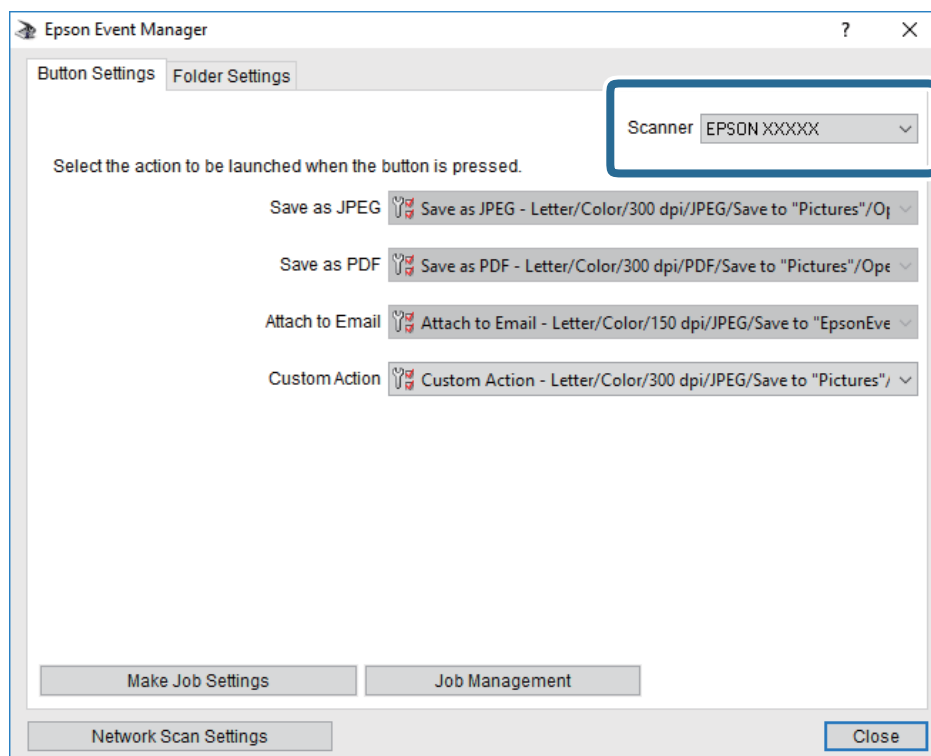 Epson Event Manager ?
Button Settings Folder Settings
Scanner EPSON XXXXX
Select the action to be launched when the button is pressed.
Save as JPEG Save as JPEG - Letter/Color/300 dpi/JPEG/Save to "Pictures"/Op
Save as PDF Save as PDF - Letter/Color/300 dpi/PDF/Save to "Pictures"/Ope
Attach to Email Attach to Email - Letter/Color/150 dpi/JPEG/Save to "EpsonEve
Custom Action Custom Action - Letter/Color/300 dpi/JPEG/Save to "Pictures"/
Make Job Settings Job Management
Network Scan Settings Close